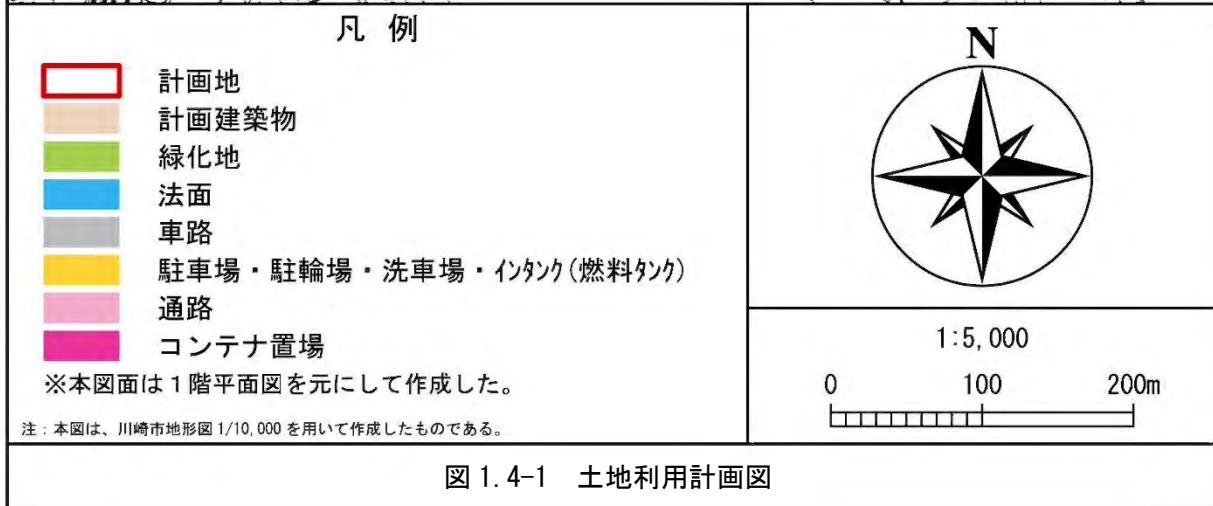 凡 例
計画地
計画建築物
緑化地
法面
車路
駐車場・駐輪場・洗車場・ｲﾝﾀﾝｸ(燃料ﾀﾝｸ)
通路
コンテナ置場
※本図面は１階平面図を元にして作成した。
注：本図は、川崎市地形図1/10,000を用いて作成したものである。
N
1:5,000
0 100 200m
図 1.4-1　土地利用計画図